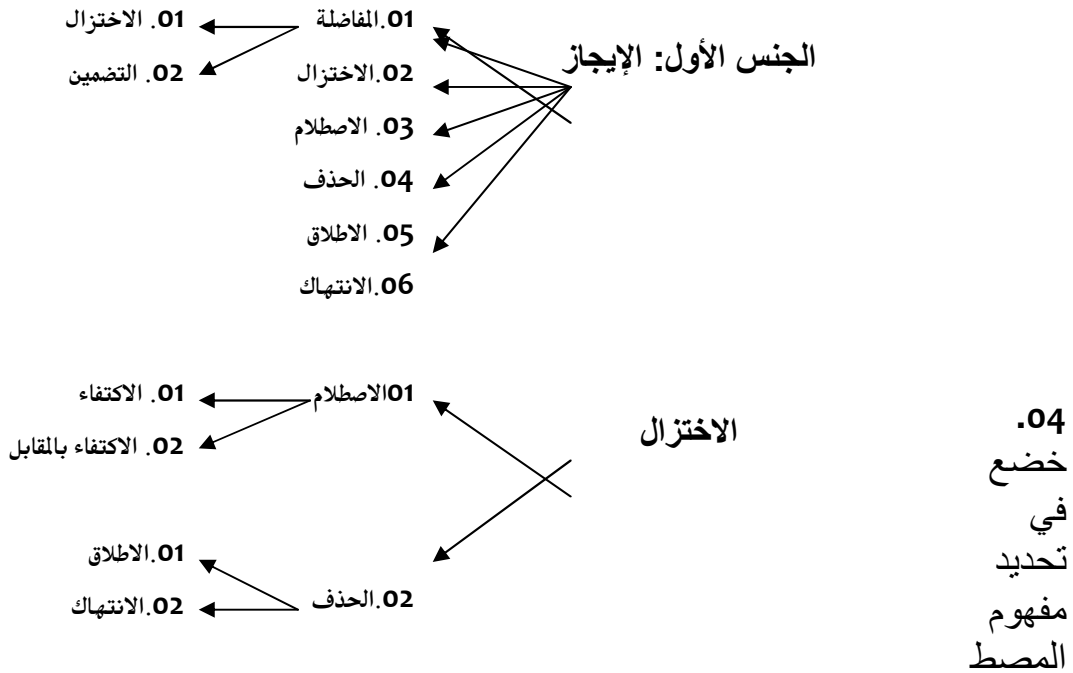 الجنس الأول: الإيجاز
01.المفاضلة
02.الاختزال
03. الاصطلام
04. الحذف
05. الاطلاق
06.الانتهاك
01. الاختزال
02. التضمين
الاختزال
01الاصطلام
01. الاكتفاء
02. الاكتفاء بالمقابل
02.الحذف
01.الاطلاق
02.الانتهاك
04.
خضع
في
تحديد
مفهوم
المصط